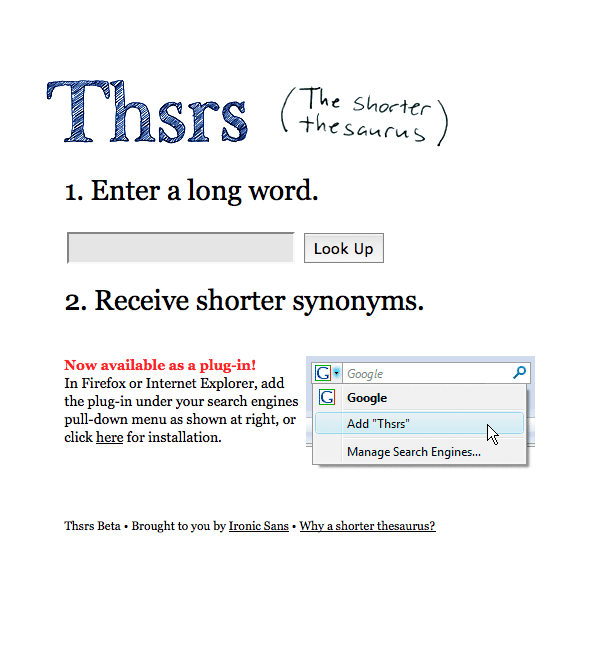 Thsrs
(The shorter
thesaurus)
1. Enter a long word.
Look Up
2. Receive shorter synonyms.
Now available as a plug-in!
In Firefox or Internet Explorer, add
the plug-in under your search engines
pull-down menu as shown at right, or
click here for installation.
G Google
G Google
Add "Thsrs"
Manage Search Engines...
Thsrs Beta • Brought to you by Ironic Sans • Why a shorter thesaurus?